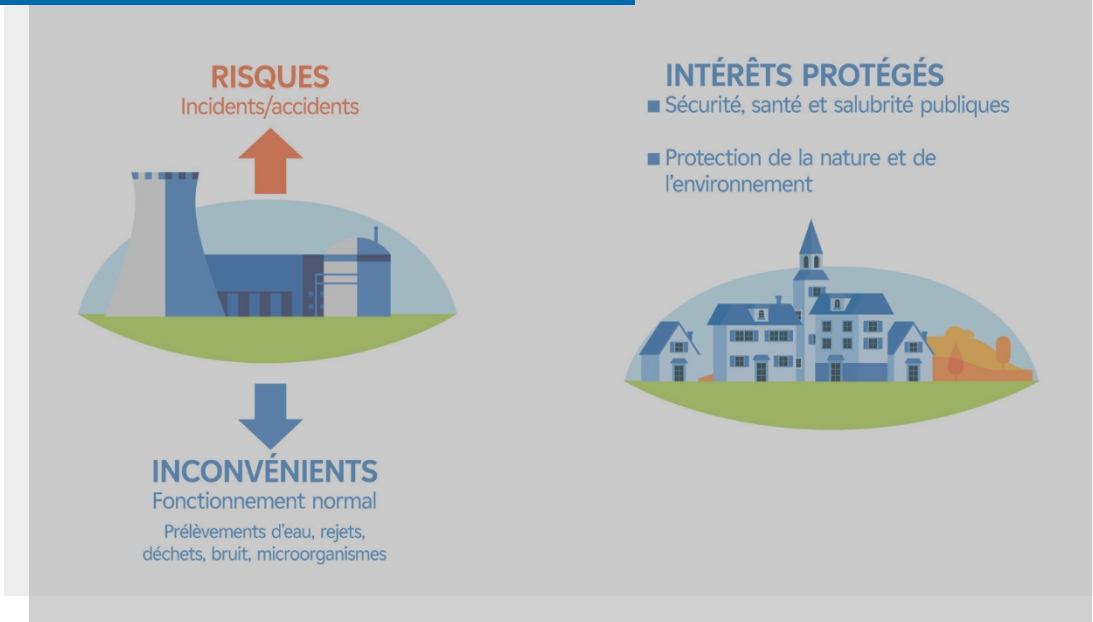 RISQUES
Incidents/accidents
INCONVÉNIENTS
Fonctionnement normal
Prélèvements d'eau, rejets,
déchets, bruit, microorganismes
INTÉRÊTS PROTÉGÉS
■ Sécurité, santé et salubrité publiques
■ Protection de la nature et de
l'environnement